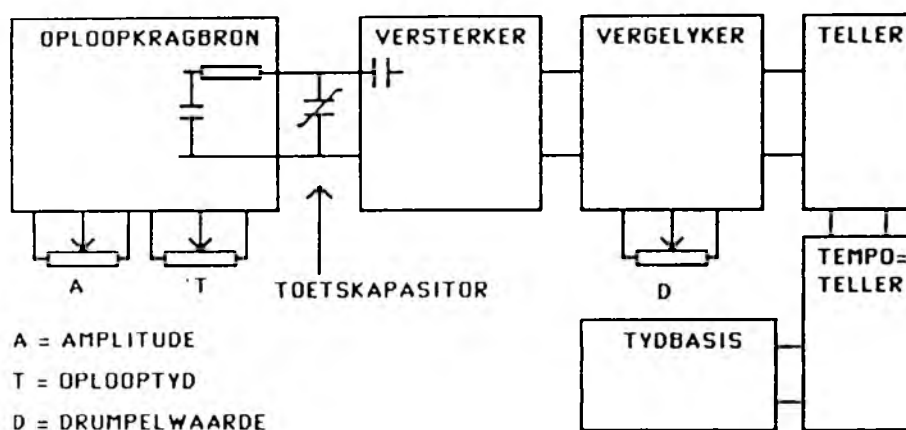 OPLOOPKRAGBRON
VERSTERKER
VERGELYKER
TELLER
A
T
TOETSKAPASITOR
D
TEMPO=
TELLER
TYDBASIS
A = AMPLITUDE
T = OPLOOPTYD
D = DRUMPELWAARDE